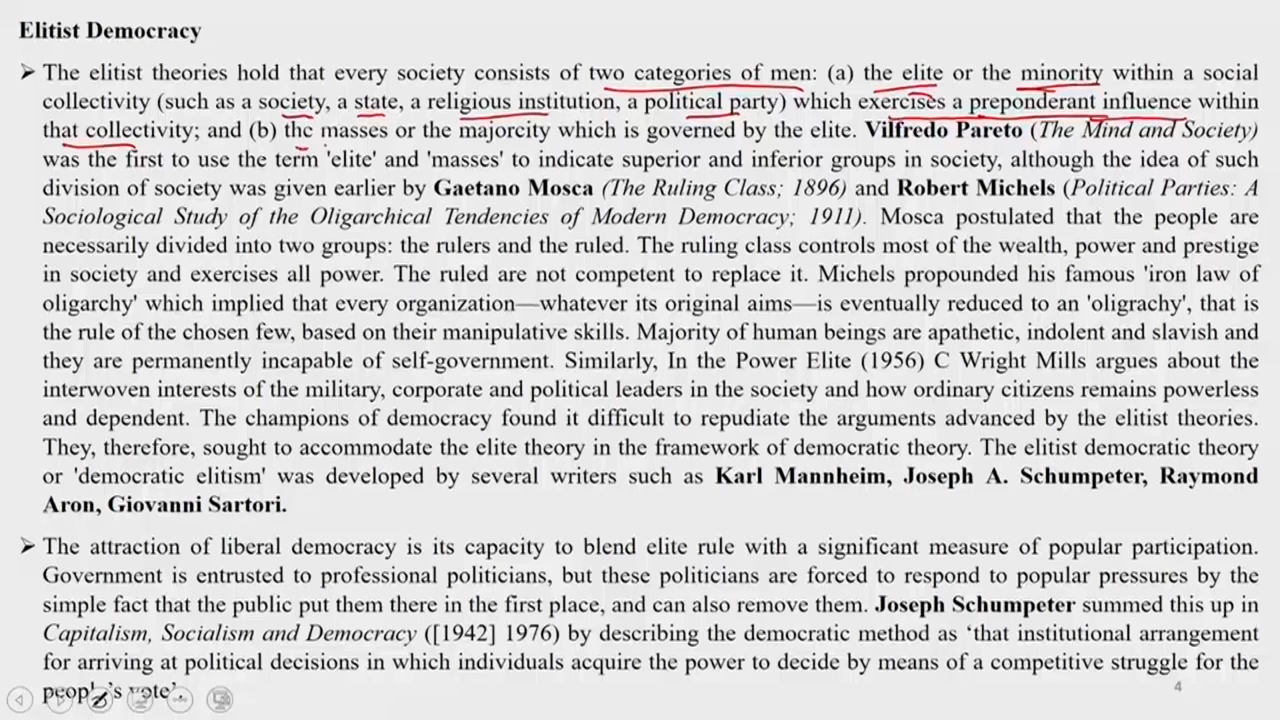 Elitist Democracy
➢ The elitist theories hold that every society consists of two categories of men: (a) the elite or the minority within a social
collectivity (such as a society, a state, a religious institution, a political party) which exercises a preponderant influence within
that collectivity; and (b) thc masses or the majorcity which is governed by the elite. Vilfredo Pareto (The Mind and Society)
was the first to use the term 'elite' and 'masses' to indicate superior and inferior groups in society, although the idea of such
division of society was given earlier by Gaetano Mosca (The Ruling Class; 1896) and Robert Michels (Political Parties: A
Sociological Study of the Oligarchical Tendencies of Modern Democracy; 1911). Mosca postulated that the people are
necessarily divided into two groups: the rulers and the ruled. The ruling class controls most of the wealth, power and prestige
in society and exercises all power. The ruled are not competent to replace it. Michels propounded his famous 'iron law of
oligarchy' which implied that every organization—whatever its original aims—is eventually reduced to an 'oligrachy', that is
the rule of the chosen few, based on their manipulative skills. Majority of human beings are apathetic, indolent and slavish and
they are permanently incapable of self-government. Similarly, In the Power Elite (1956) C Wright Mills argues about the
interwoven interests of the military, corporate and political leaders in the society and how ordinary citizens remains powerless
and dependent. The champions of democracy found it difficult to repudiate the arguments advanced by the elitist theories.
They, therefore, sought to accommodate the elite theory in the framework of democratic theory. The elitist democratic theory
or 'democratic elitism' was developed by several writers such as Karl Mannheim, Joseph A. Schumpeter, Raymond
Aron, Giovanni Sartori.
➢ The attraction of liberal democracy is its capacity to blend elite rule with a significant measure of popular participation.
Government is entrusted to professional politicians, but these politicians are forced to respond to popular pressures by the
simple fact that the public put them there in the first place, and can also remove them. Joseph Schumpeter summed this up in
Capitalism, Socialism and Democracy ([1942] 1976) by describing the democratic method as ‘that institutional arrangement
for arriving at political decisions in which individuals acquire the power to decide by means of a competitive struggle for the
people’s vote’.
4